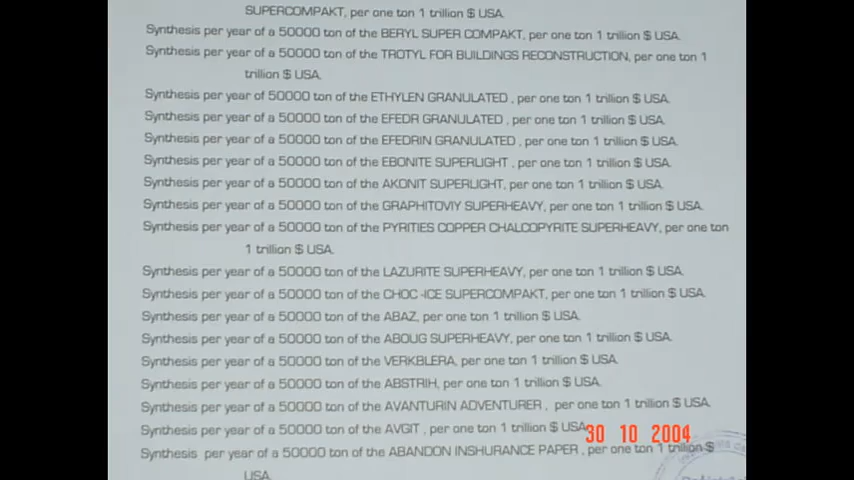 SUPERCOMPAKT, per one ton 1 trillion $ USA.
Synthesis per year of a 50000 ton of the BERYL SUPER COMPAKT, per one ton 1 trillion $ USA.
Synthesis per year of a 50000 ton of the TROTYL FOR BUILDINGS RECONSTRUCTION, per one ton 1
trillion $ USA.
Synthesis per year of 50000 ton of the ETHYLEN GRANULATED , per one ton 1 trillion $ USA.
Synthesis per year of a 50000 ton of the EFEDR GRANULATED , per one ton 1 trillion $ USA.
Synthesis per year of a 50000 ton of the EFEDRIN GRANULATED , per one ton 1 trillion $ USA.
Synthesis per year of a 50000 ton of the EBONITE SUPERLIGHT , per one ton 1 trillion $ USA.
Synthesis per year of a 50000 ton of the AKONIT SUPERLIGHT, per one ton 1 trillion $ USA.
Synthesis per year of a 50000 ton of the GRAPHITOVIY SUPERHEAVY, per one ton 1 trillion $ USA.
Synthesis per year of a 50000 ton of the PYRITIES COPPER CHALCOPYRITE SUPERHEAVY, per one ton
1 trillion $ USA.
Synthesis per year of a 50000 ton of the LAZURITE SUPERHEAVY, per one ton 1 trillion $ USA.
Synthesis per year of a 50000 ton of the CHOC -ICE SUPERCOMPAKT, per one ton 1 trillion $ USA.
Synthesis per year of a 50000 ton of the ABAZ, per one ton 1 trillion $ USA.
Synthesis per year of a 50000 ton of the ABOUG SUPERHEAVY, per one ton 1 trillion $ USA.
Synthesis per year of a 50000 ton of the VERKBLERA, per one ton 1 trillion $ USA.
Synthesis per year of a 50000 ton of the ABSTRIH, per one ton 1 trillion $ USA.
Synthesis per year of a 50000 ton of the AVANTURIN ADVENTURER , per one ton 1 trillion $ USA.
Synthesis per year of a 50000 ton of the AVGIT , per one ton 1 trillion $ USA.
30 10 2004
Synthesis per year of a 50000 ton of the ABANDON INSHURANCE PAPER , per one ton 1 trillion $
USA.